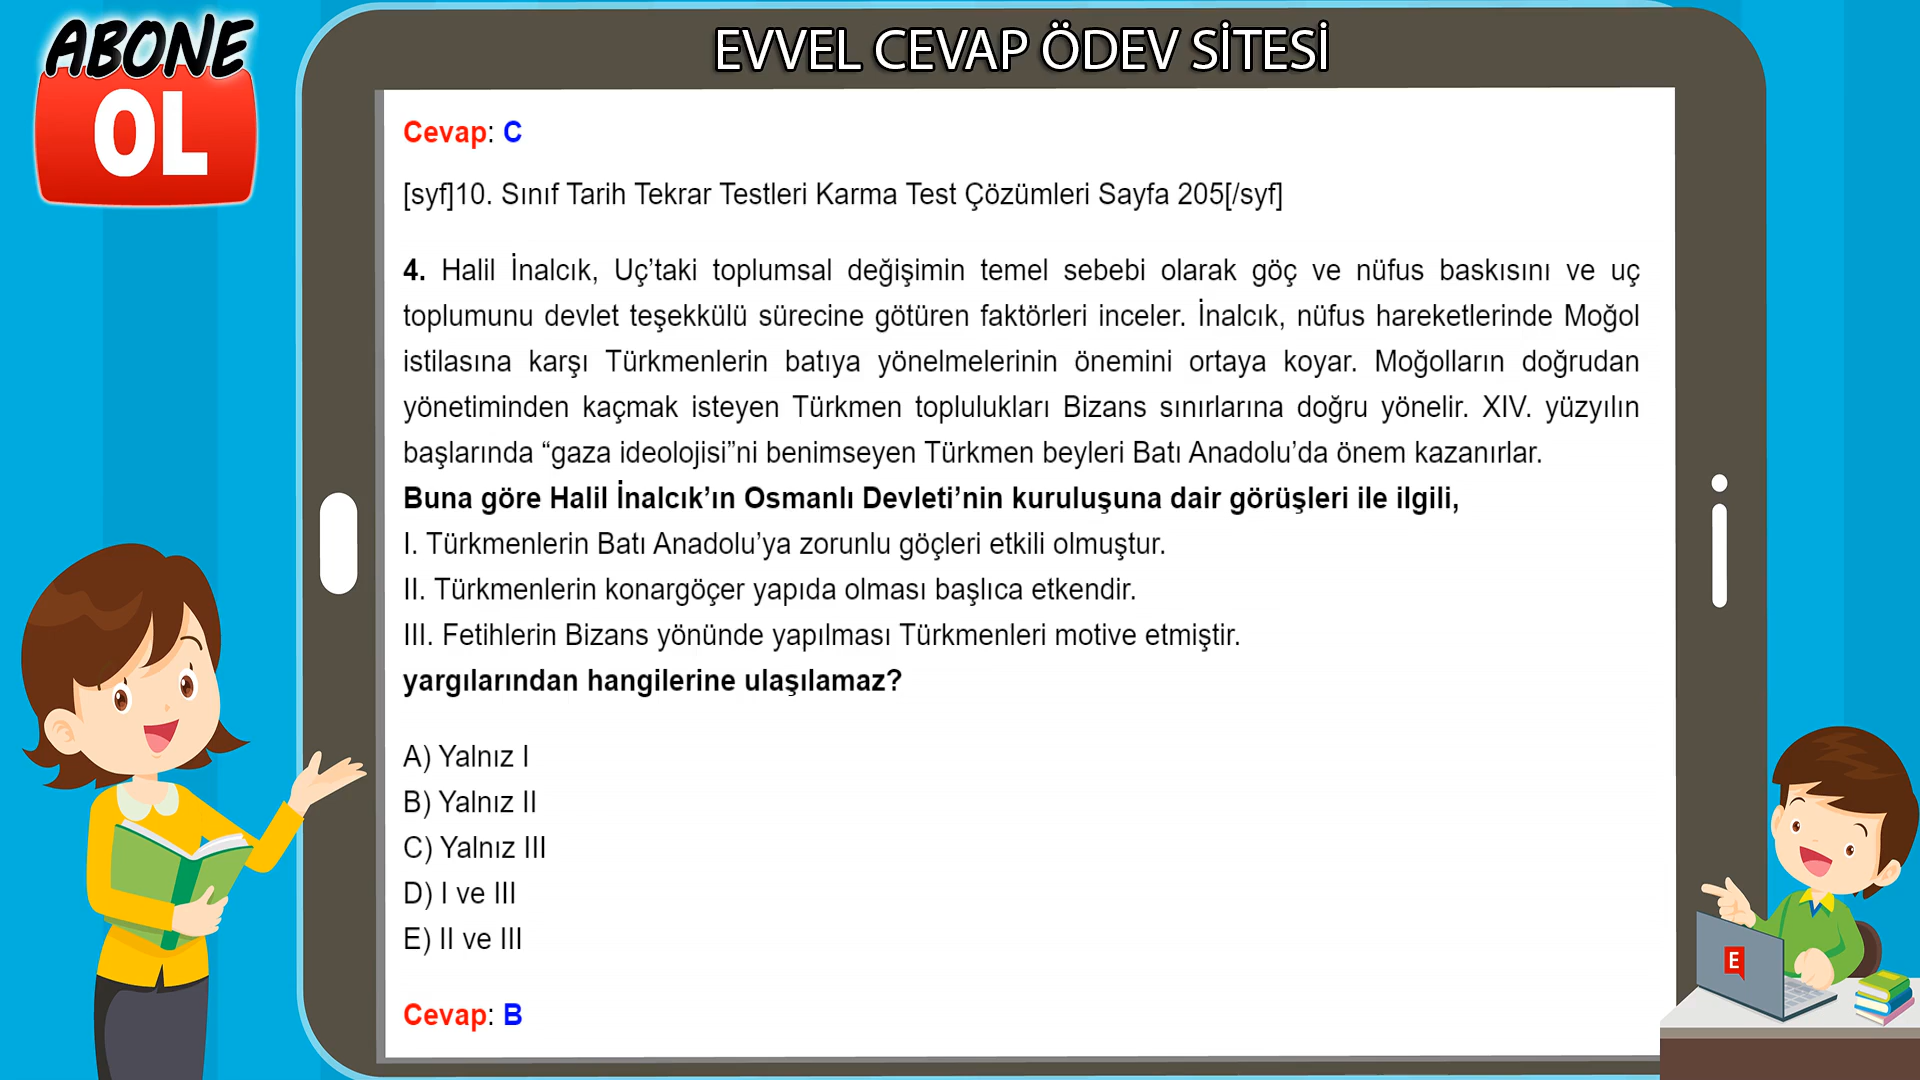 ABONE
OL
EVVEL CEVAP ÖDEV SİTESİ
Cevap: C
[syf]10. Sınıf Tarih Tekrar Testleri Karma Test Çözümleri Sayfa 205[/syf]
4. Halil İnalcık, Uç’taki toplumsal değişimin temel sebebi olarak göç ve nüfus baskısını ve uç
toplumunu devlet teşekkülü sürecine götüren faktörleri inceler. İnalcık, nüfus hareketlerinde Moğol
istilasına karşı Türkmenlerin batıya yönelmelerinin önemini ortaya koyar. Moğolların doğrudan
yönetiminden kaçmak isteyen Türkmen toplulukları Bizans sınırlarına doğru yönelir. XIV. yüzyılın
başlarında “gaza ideolojisi”ni benimseyen Türkmen beyleri Batı Anadolu’da önem kazanırlar.
Buna göre Halil İnalcık’ın Osmanlı Devleti’nin kuruluşuna dair görüşleri ile ilgili,
I. Türkmenlerin Batı Anadolu’ya zorunlu göçleri etkili olmuştur.
II. Türkmenlerin konargöçer yapıda olması başlıca etkendir.
III. Fetihlerin Bizans yönünde yapılması Türkmenleri motive etmiştir.
yargılarından hangilerine ulaşılamaz?
A) Yalnız I
B) Yalnız II
C) Yalnız III
D) I ve III
E) II ve III
Cevap: B
E